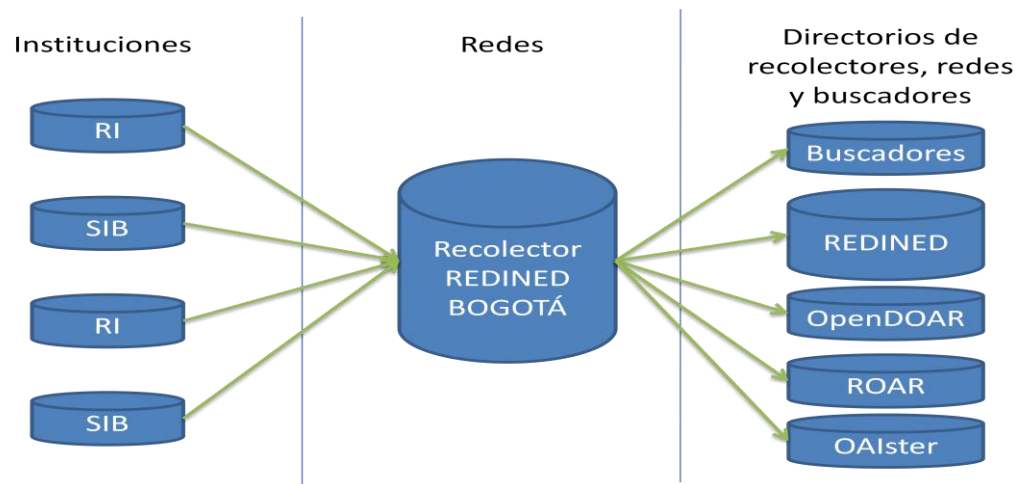 Instituciones
RI
SIB
RI
SIB
Redes
Recolector
REDINED
BOGOTÁ
Directorios de
recolectores, redes
y buscadores
Buscadores
REDINED
OpenDOAR
ROAR
OAIster